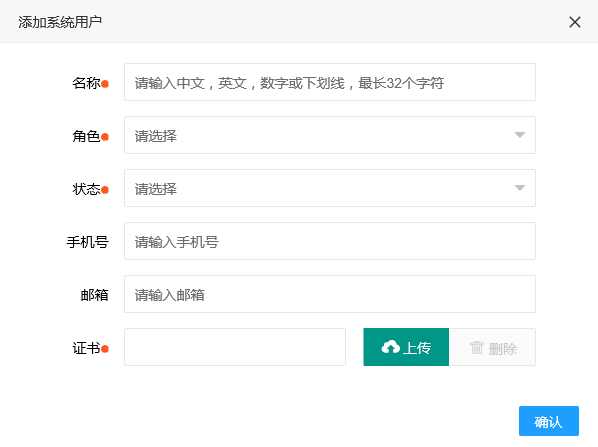 添加系统用户
名称
请输入中文，英文，数字或下划线，最长32个字符
角色
请选择
状态
请选择
手机号
请输入手机号
邮箱
请输入邮箱
证书
上传
删除
确认